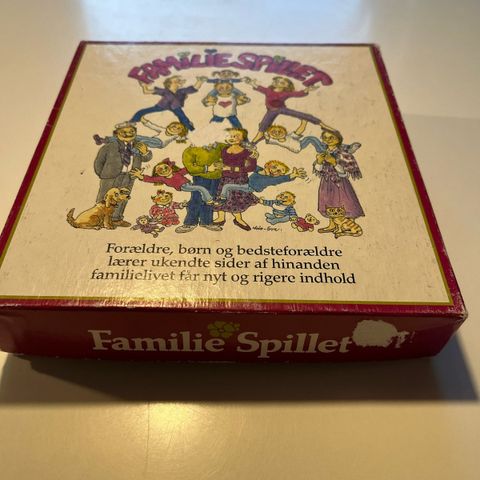 FAMILIE SPILLET
Forældre, børn og bedsteforældre
lærer ukendte sider af hinanden
familielivet får nyt og rigere indhold
Familie Spillet